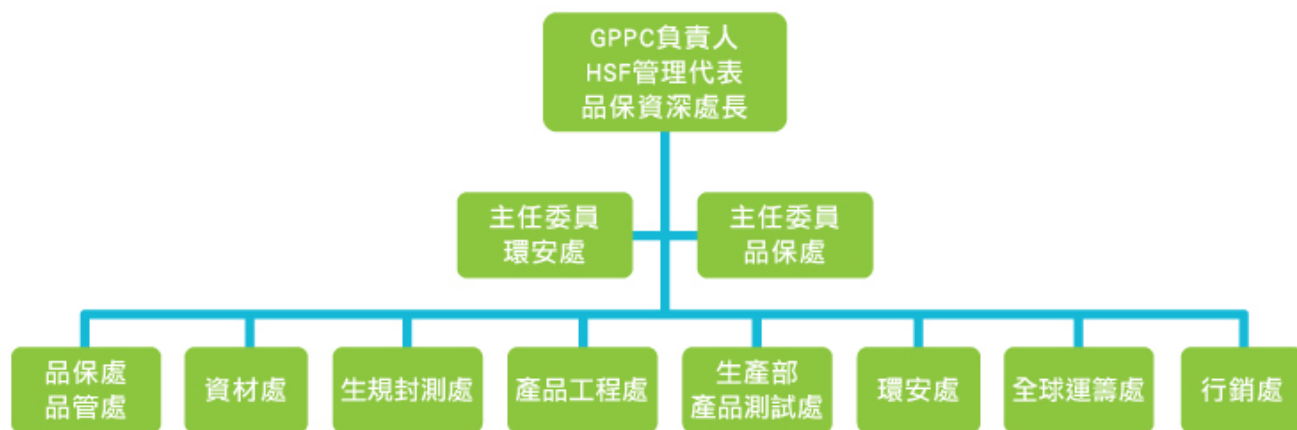 GPPC負責人
HSF管理代表
品保資深處長
主任委員
環安處
主任委員
品保處
品保處
品管處
資材處
生規封測處
產品工程處
生產部
產品測試處
環安處
全球運籌處
行銷處